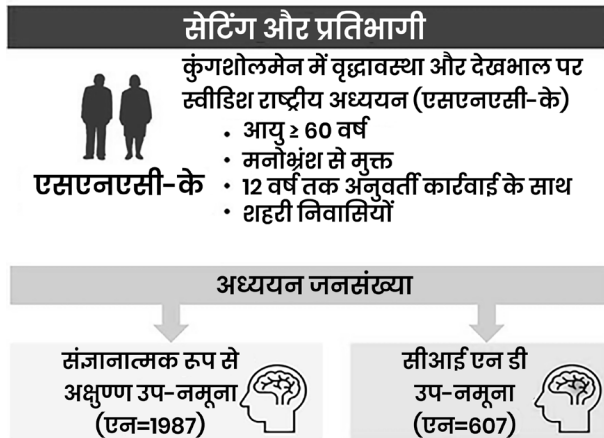 सेटिंग और प्रतिभागी
कुंगशोलमेन में वृद्धावस्था और देखभाल पर
स्वीडिश राष्ट्रीय अध्ययन (एसएनएसी-के)
• आयु ≥ 60 वर्ष
• मनोभ्रंश से मुक्त
• 12 वर्ष तक अनुवर्ती कार्रवाई के साथ
• शहरी निवासियों
एसएनएसी-के
अध्ययन जनसंख्या
संज्ञानात्मक रूप से
अक्षुण्ण उप-नमूना
(एन=1987)
सीआई एन डी
उप-नमूना
(एन=607)